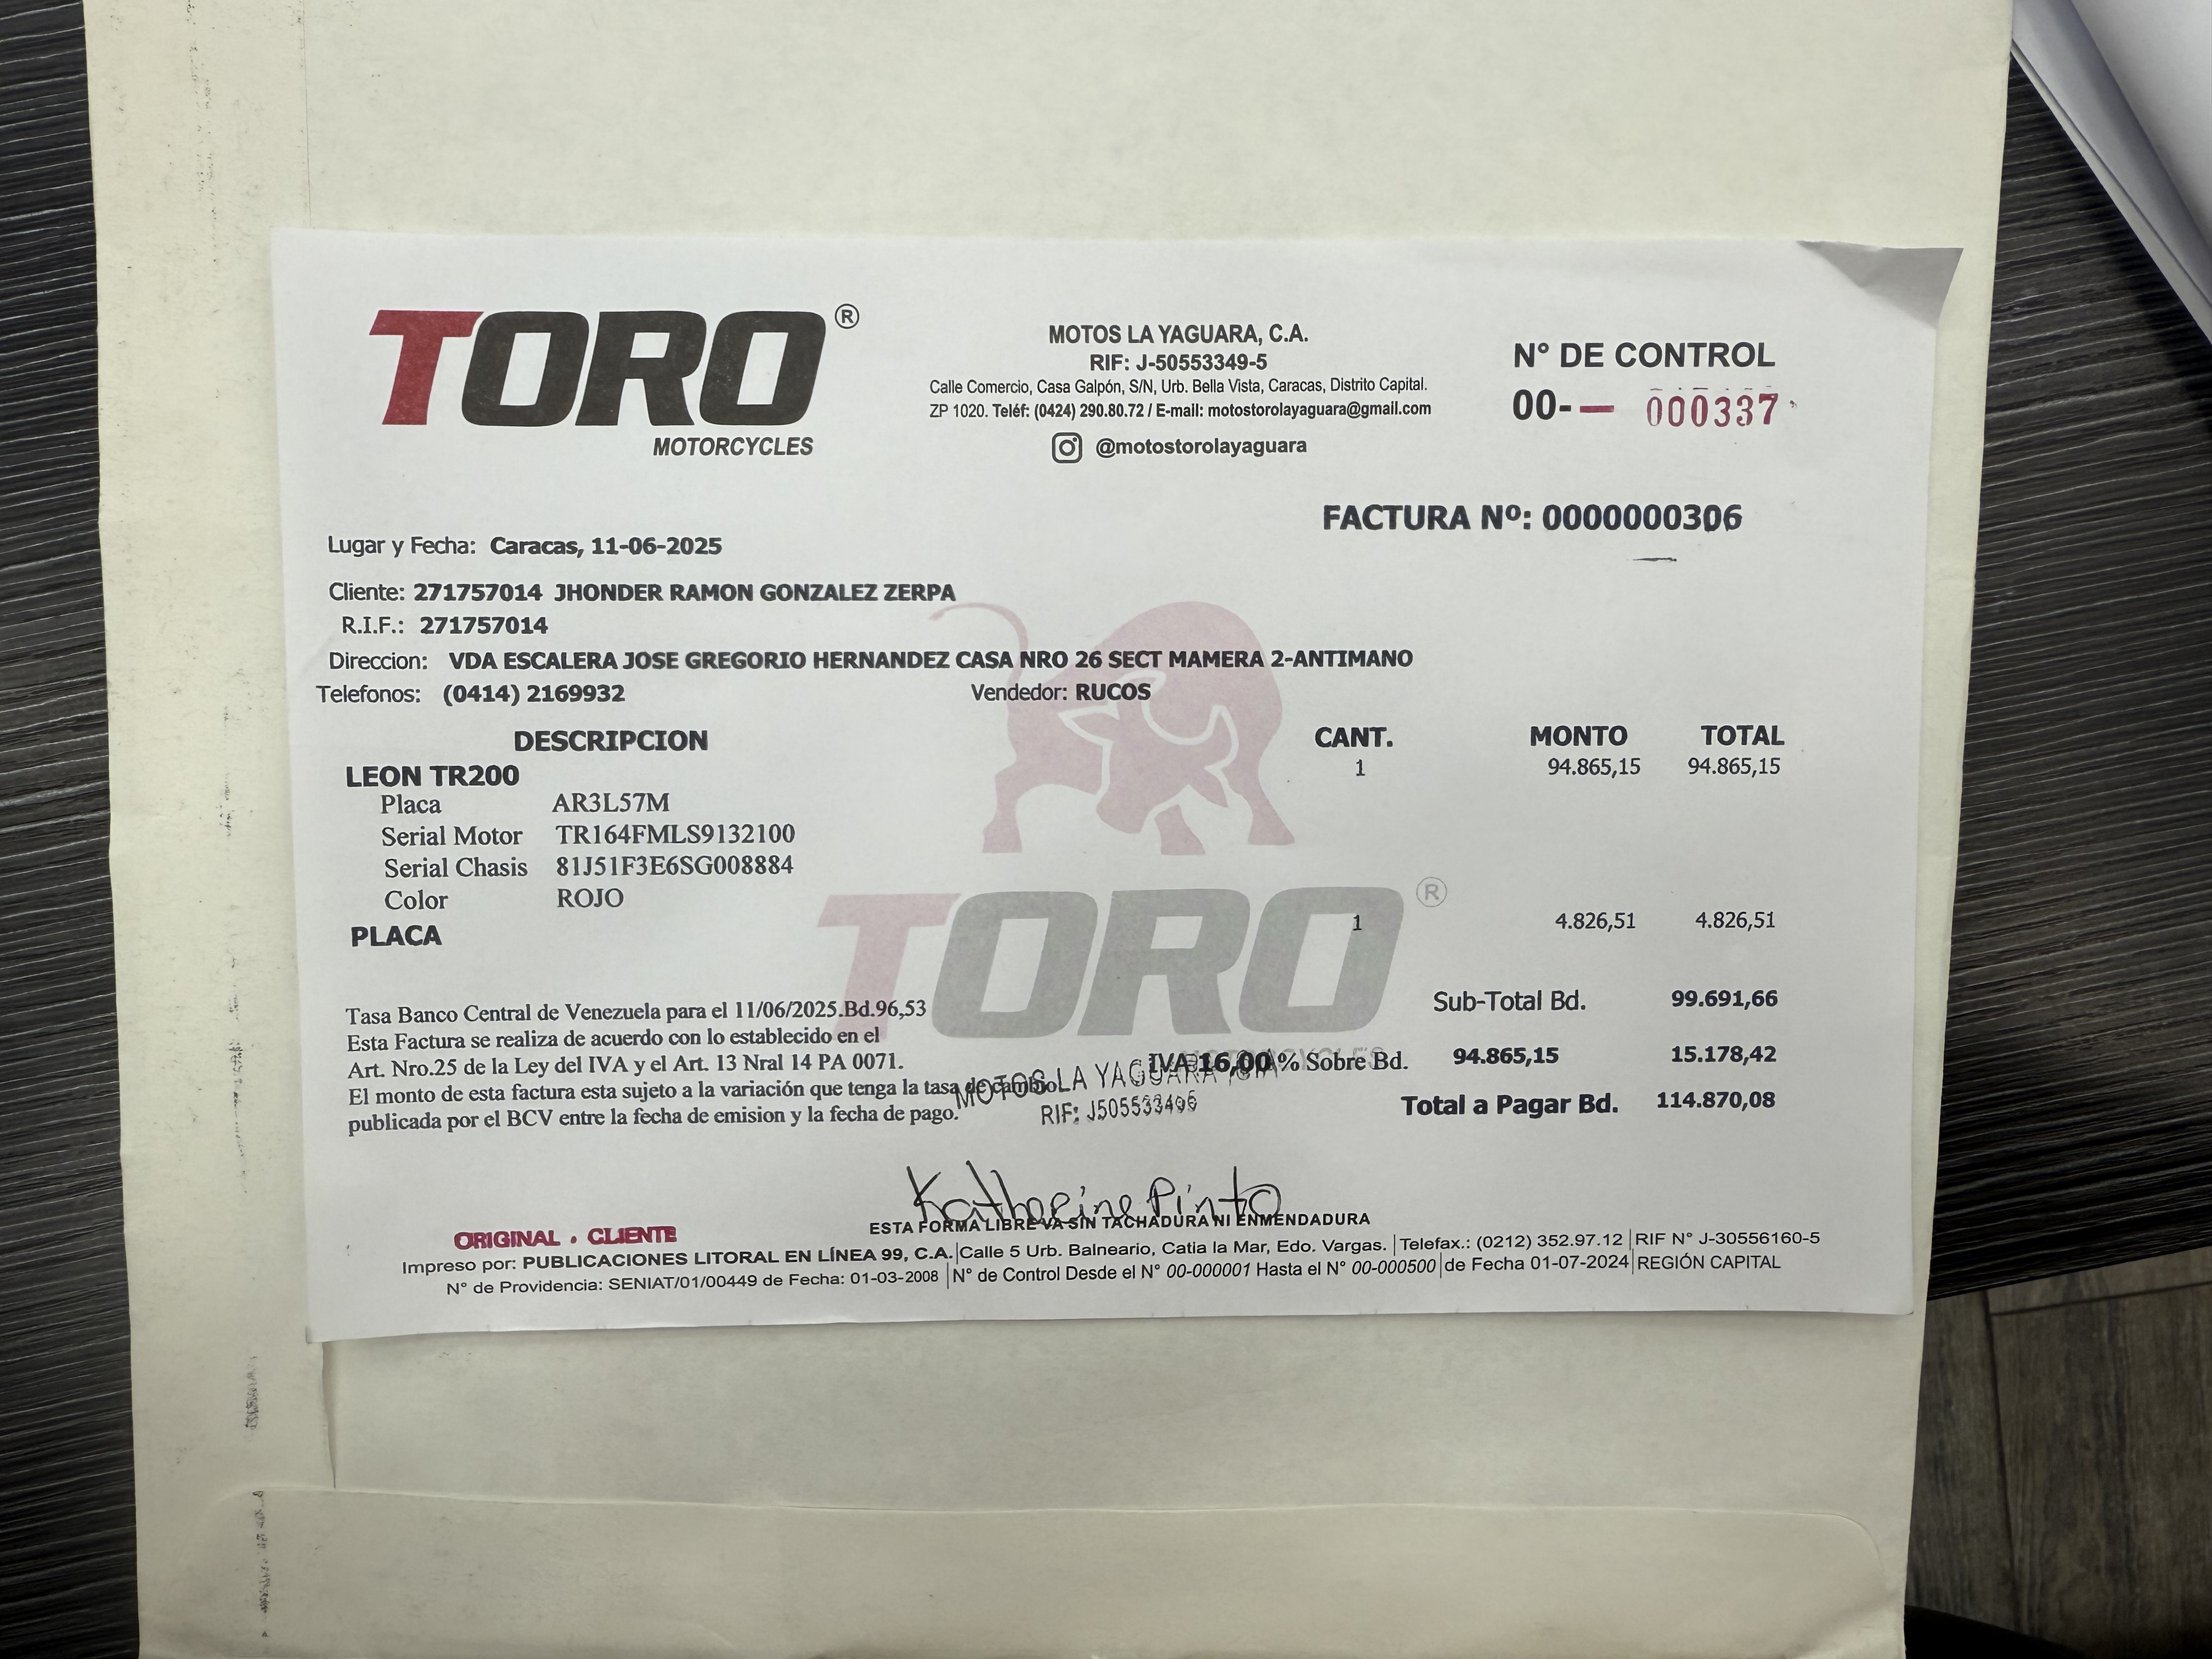 TORO ®
MOTORCYCLES
MOTOS LA YAGUARA, C.A.
RIF: J-50553349-5
Calle Comercio, Casa Galpón, S/N, Urb. Bella Vista, Caracas, Distrito Capital.
ZP 1020. Teléf: (0424) 290.80.72 / E-mail: motostorolayaguara@gmail.com
@motostorolayaguara
N° DE CONTROL
00- 000337
FACTURA Nº: 0000000306
Lugar y Fecha: Caracas, 11-06-2025
Cliente: 271757014 JHONDER RAMON GONZALEZ ZERPA
R.I.F.: 271757014
Direccion: VDA ESCALERA JOSE GREGORIO HERNANDEZ CASA NRO 26 SECT MAMERA 2-ANTIMANO
Telefonos: (0414) 2169932 Vendedor: RUCOS
DESCRIPCION CANT. MONTO TOTAL
LEON TR200 1 94.865,15 94.865,15
Placa AR3L57M
Serial Motor TR164FMLS9132100
Serial Chasis 81J51F3E6SG008884
Color ROJO
PLACA 1 4.826,51 4.826,51
TORO ®
Tasa Banco Central de Venezuela para el 11/06/2025.Bd.96,53
Esta Factura se realiza de acuerdo con lo establecido en el
Art. Nro.25 de la Ley del IVA y el Art. 13 Nral 14 PA 0071.
El monto de esta factura esta sujeto a la variación que tenga la tasa de cambio
publicada por el BCV entre la fecha de emision y la fecha de pago.
Sub-Total Bd. 99.691,66
IVA 16,00 % Sobre Bd. 94.865,15 15.178,42
Total a Pagar Bd. 114.870,08
MOTOS LA YAGUARA
RIF: J505533495
Katherine Pinto
ESTA FORMA LIBRE VA SIN TACHADURA NI ENMENDADURA
ORIGINAL . CLIENTE
Impreso por: PUBLICACIONES LITORAL EN LÍNEA 99, C.A. | Calle 5 Urb. Balneario, Catia la Mar, Edo. Vargas. | Telefax.: (0212) 352.97.12 | RIF N° J-30556160-5
N° de Providencia: SENIAT/01/00449 de Fecha: 01-03-2008 | N° de Control Desde el N° 00-000001 Hasta el N° 00-000500 | de Fecha 01-07-2024 | REGIÓN CAPITAL